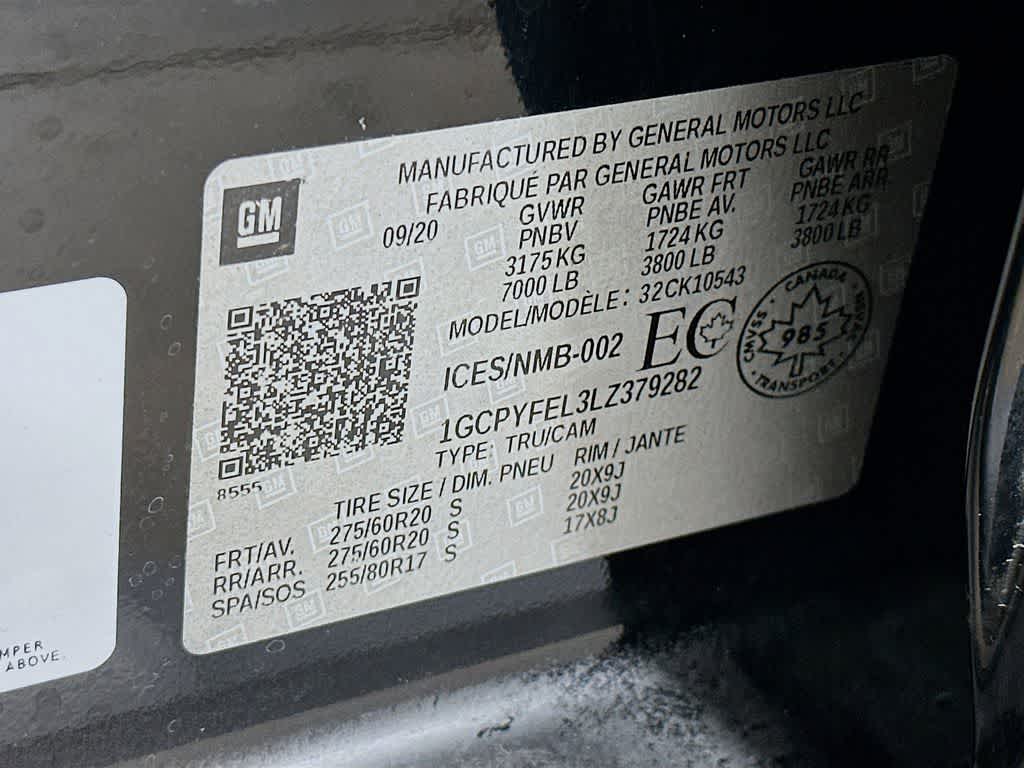 MANUFACTURED BY GENERAL MOTORS LLC
FABRIQUÉ PAR GENERAL MOTORS LLC
GM
09/20
GVWR GAWR FRT GAWR RR
PNBV PNBE AV. PNBE ARR.
3175 KG 1724 KG 1724 KG
7000 LB 3800 LB 3800 LB
MODEL/MODÈLE: 32CK10543
ICES/NMB-002 EC
CANADA
CMVSS 985 NSVAC
TRANSPORT
1GCPYFEL3LZ379282
TYPE: TRU/CAM
8555
TIRE SIZE / DIM. PNEU RIM / JANTE
FRT/AV. 275/60R20 S 20X9J
RR/ARR. 275/60R20 S 20X9J
SPA/SOS 255/80R17 S 17X8J
ABOVE.